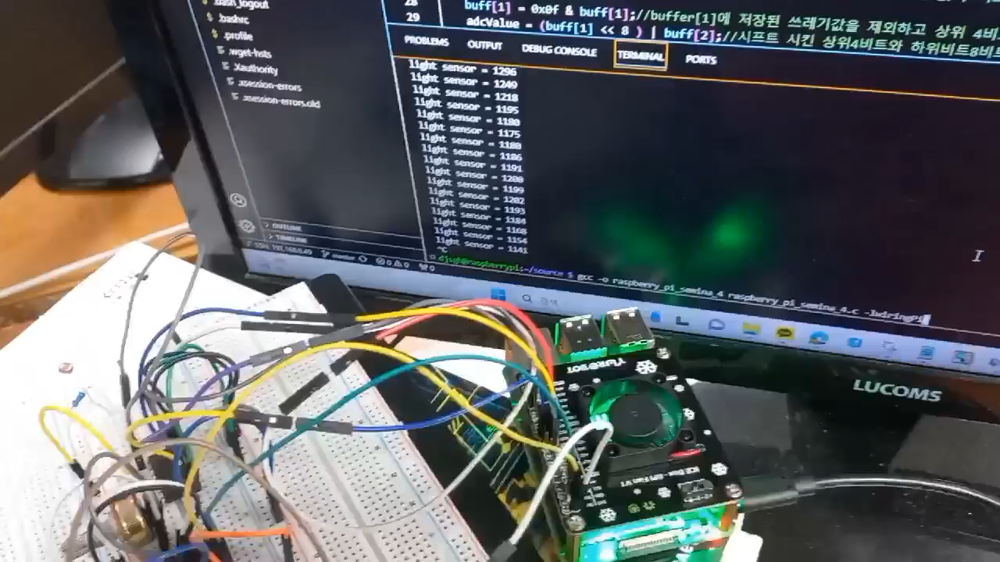 .bash_logout
.bashrc
.profile
.wget-hsts
.Xauthority
.xsession-errors
.xsession-errors.old
OUTLINE
TIMELINE
28
buff[1] = 0x0f & buff[1];//buffer[1]에 저장된 쓰레기값을 제외하고 상위 4비
29
adcValue = (buff[1] << 8 ) | buff[2];//시프트 시킨 상위4비트와 하위비트8비트
PROBLEMS OUTPUT DEBUG CONSOLE TERMINAL PORTS
light sensor = 1296
light sensor = 1249
light sensor = 1218
light sensor = 1195
light sensor = 1180
light sensor = 1175
light sensor = 1180
light sensor = 1186
light sensor = 1191
light sensor = 1200
light sensor = 1199
light sensor = 1202
light sensor = 1193
light sensor = 1184
light sensor = 1168
light sensor = 1154
light sensor = 1141
^C
@raspberrypi:~/source $ gcc -o raspberry_pi_semina_4 raspberry_pi_semina_4.c -lwiringPi
master
검색
LUCOMS